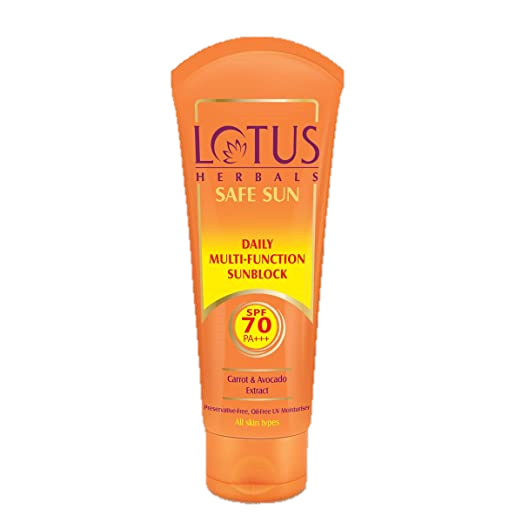 LOTUS
HERBALS
SAFE SUN
DAILY
MULTI-FUNCTION
SUNBLOCK
SPF
70
PA+++
Carrot & Avocado
Extract
Preservative-Free, Oil-Free UV Moisturiser
All skin types